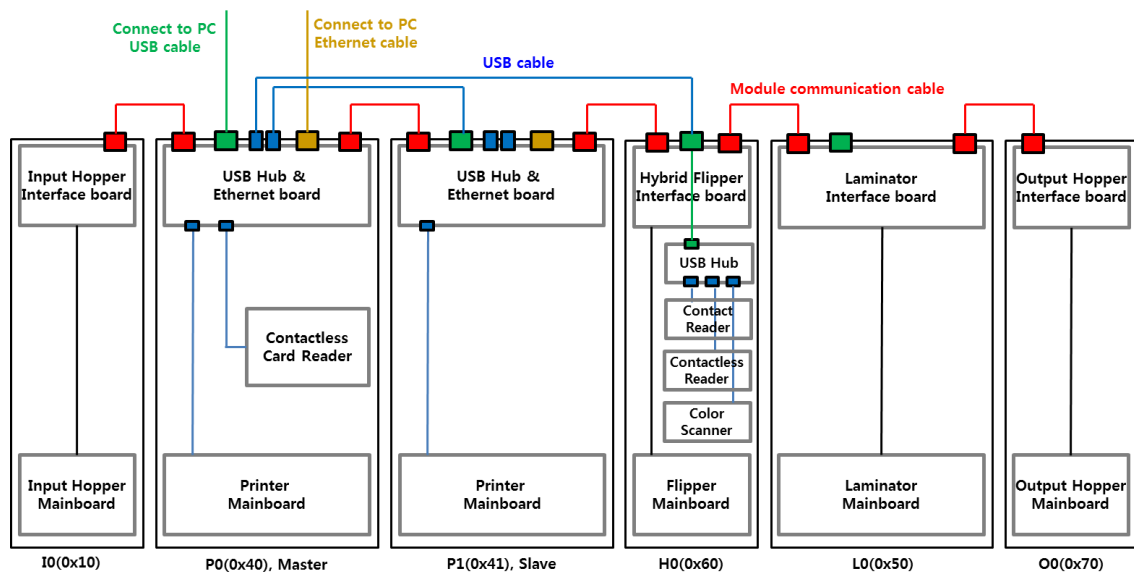 Connect to PC
USB cable
Connect to PC
Ethernet cable
USB cable
Module communication cable
Input Hopper
Interface board
USB Hub &
Ethernet board
USB Hub &
Ethernet board
Hybrid Flipper
Interface board
Laminator
Interface board
Output Hopper
Interface board
USB Hub
Contact
Reader
Contactless
Card Reader
Contactless
Reader
Color
Scanner
Input Hopper
Mainboard
Printer
Mainboard
Printer
Mainboard
Flipper
Mainboard
Laminator
Mainboard
Output Hopper
Mainboard
I0(0x10)
P0(0x40), Master
P1(0x41), Slave
H0(0x60)
L0(0x50)
O0(0x70)